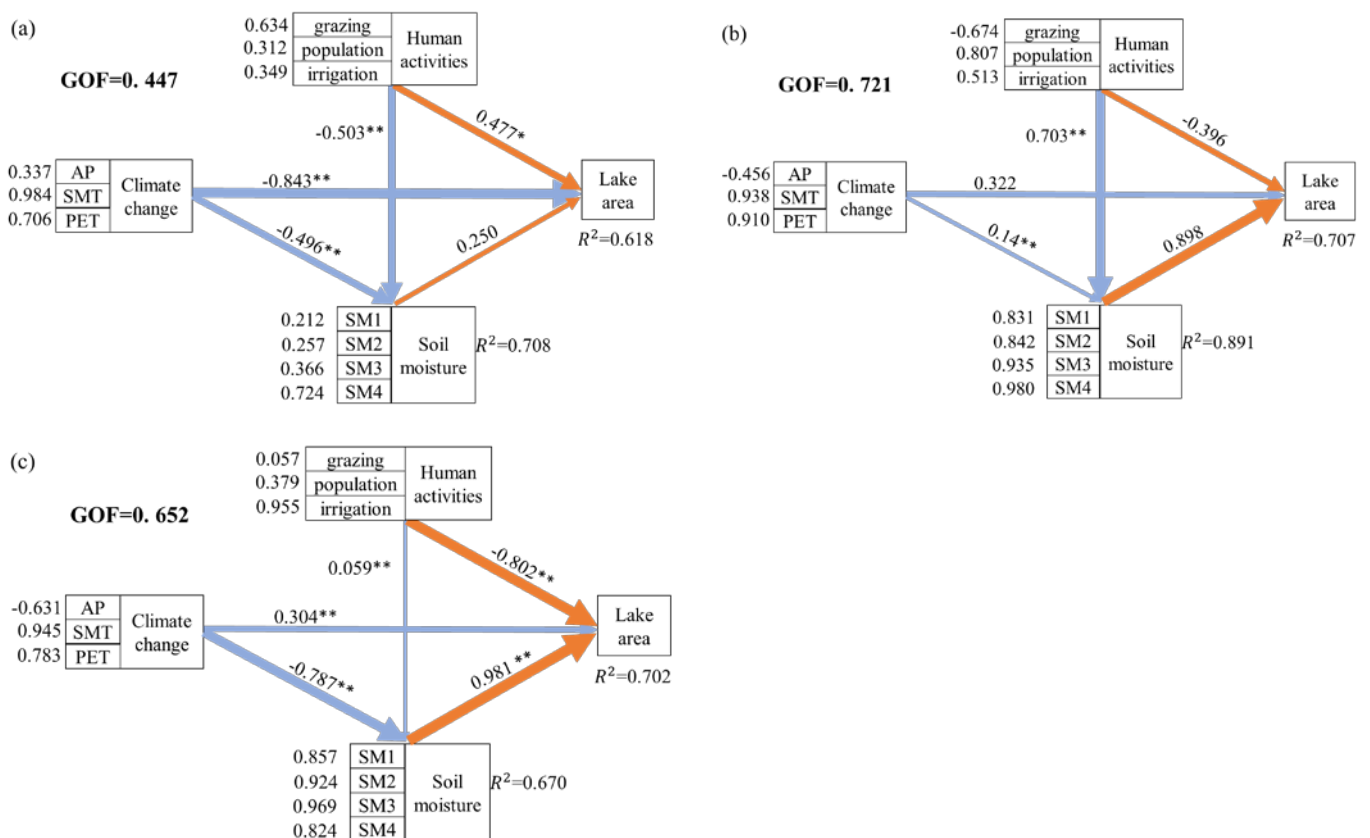 (a)
GOF=0. 447
0.634 grazing
0.312 population
0.349 irrigation
Human
activities
-0.503**
0.477*
0.337 AP
0.984 SMT
0.706 PET
Climate
change
-0.843**
-0.496**
0.250
Lake
area
R²=0.618
0.212 SM1
0.257 SM2
0.366 SM3
0.724 SM4
Soil
moisture
R²=0.708
(b)
GOF=0. 721
-0.674 grazing
0.807 population
0.513 irrigation
Human
activities
0.703**
-0.396
-0.456 AP
0.938 SMT
0.910 PET
Climate
change
0.322
0.14**
0.898
Lake
area
R²=0.707
0.831 SM1
0.842 SM2
0.935 SM3
0.980 SM4
Soil
moisture
R²=0.891
(c)
GOF=0. 652
0.057 grazing
0.379 population
0.955 irrigation
Human
activities
0.059**
-0.802**
-0.631 AP
0.945 SMT
0.783 PET
Climate
change
0.304**
-0.787**
0.981 **
Lake
area
R²=0.702
0.857 SM1
0.924 SM2
0.969 SM3
0.824 SM4
Soil
moisture
R²=0.670